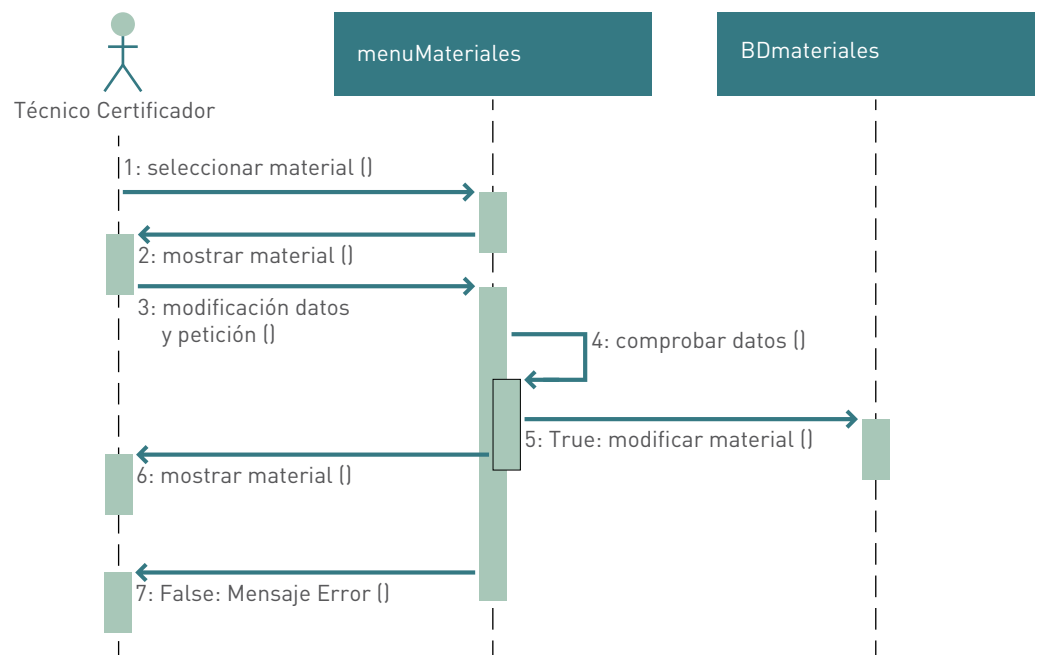 menuMateriales
BDmateriales
Técnico Certificador
1: seleccionar material ()
2: mostrar material ()
3: modificación datos
y petición ()
4: comprobar datos ()
5: True: modificar material ()
6: mostrar material ()
7: False: Mensaje Error ()